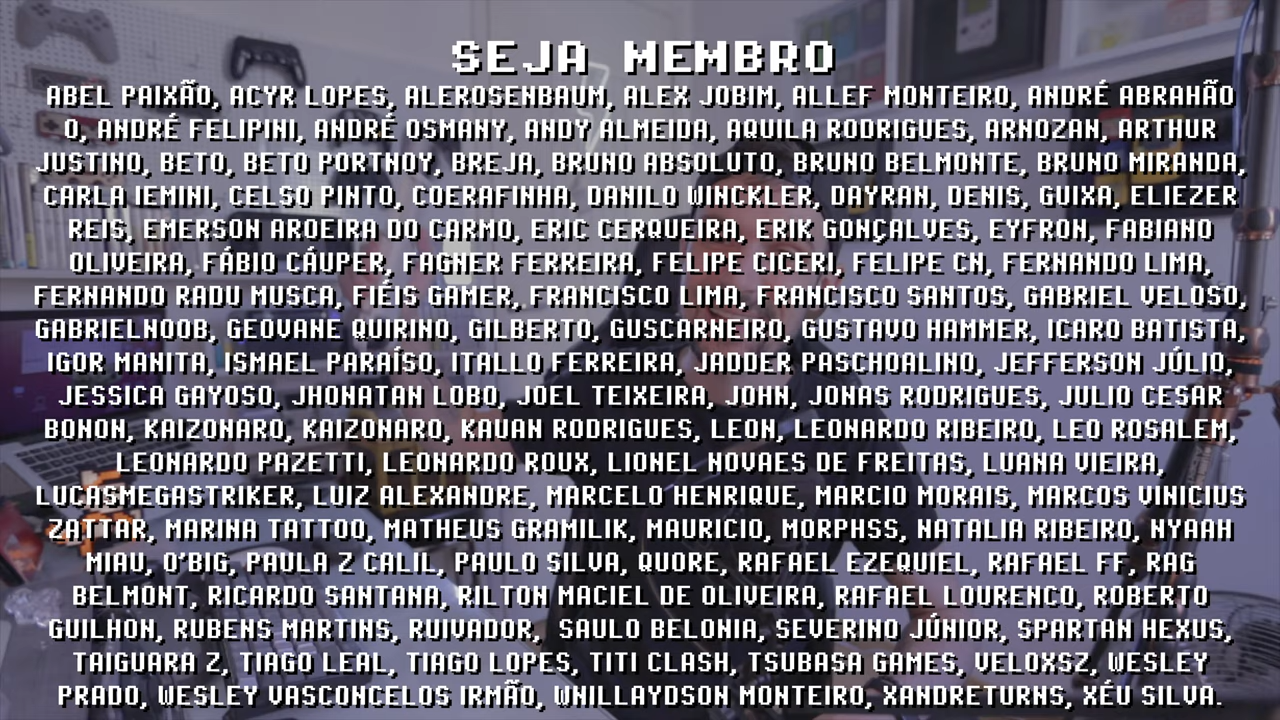 SEJA MEMBRO
ABEL PAIXÃO, ACYR LOPES, ALEROSENBAUM, ALEX JOBIM, ALLEF MONTEIRO, ANDRÉ ABRAHÃO
O, ANDRÉ FELIPINI, ANDRÉ OSMANY, ANDY ALMEIDA, AQUILA RODRIGUES, ARNOZAN, ARTHUR
JUSTINO, BETO, BETO PORTNOY, BREJA, BRUNO ABSOLUTO, BRUNO BELMONTE, BRUNO MIRANDA,
CARLA IEMINI, CELSO PINTO, COERAFINHA, DANILO WINCKLER, DAYRAN, DENIS, GUIXA, ELIEZER
REIS, EMERSON AROEIRA DO CARMO, ERIC CERQUEIRA, ERIK GONÇALVES, EYFRON, FABIANO
OLIVEIRA, FÁBIO CÁUPER, FAGNER FERREIRA, FELIPE CICERI, FELIPE CN, FERNANDO LIMA,
FERNANDO RADU MUSCA, FIÉIS GAMER, FRANCISCO LIMA, FRANCISCO SANTOS, GABRIEL VELOSO,
GABRIELNOOB, GEOVANE QUIRINO, GILBERTO, GUSCARNEIRO, GUSTAVO HAMMER, ICARO BATISTA,
IGOR MANITA, ISMAEL PARAÍSO, ITALLO FERREIRA, JADDER PASCHOALINO, JEFFERSON JÚLIO,
JESSICA GAYOSO, JHONATAN LOBO, JOEL TEIXEIRA, JOHN, JONAS RODRIGUES, JULIO CESAR
BONON, KAIZONARO, KAIZONARO, KAUAN RODRIGUES, LEON, LEONARDO RIBEIRO, LEO ROSALEM,
LEONARDO PAZETTI, LEONARDO ROUX, LIONEL NOVAES DE FREITAS, LUANA VIEIRA,
LUCASMEGASTRIKER, LUIZ ALEXANDRE, MARCELO HENRIQUE, MARCIO MORAIS, MARCOS VINICIUS
ZATTAR, MARINA TATTOO, MATHEUS GRAMILIK, MAURICIO, MORPHSS, NATALIA RIBEIRO, NYAAH
MIAU, O'BIG, PAULA Z CALIL, PAULO SILVA, QUORE, RAFAEL EZEQUIEL, RAFAEL FF, RAG
BELMONT, RICARDO SANTANA, RILTON MACIEL DE OLIVEIRA, RAFAEL LOURENCO, ROBERTO
GUILHON, RUBENS MARTINS, RUIVADOR, SAULO BELONIA, SEVERINO JÚNIOR, SPARTAN HEXUS,
TAIGUARA Z, TIAGO LEAL, TIAGO LOPES, TITI CLASH, TSUBASA GAMES, VELOXSZ, WESLEY
PRADO, WESLEY VASCONCELOS IRMÃO, WNILLAYDSON MONTEIRO, XANDRETURNS, XÉU SILVA.